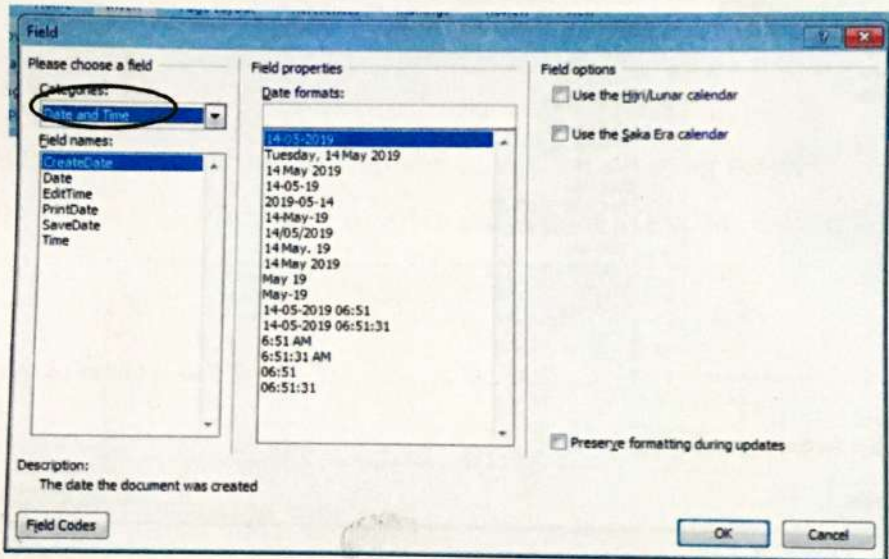 Field
Please choose a field
Categories:
Date and Time
Field names:
CreateDate
Date
EditTime
PrintDate
SaveDate
Time
Field properties
Date formats:
14-05-2019
Tuesday, 14 May 2019
14 May 2019
14-05-19
2019-05-14
14-May-19
14/05/2019
14 May. 19
14 May 2019
May 19
May-19
14-05-2019 06:51
14-05-2019 06:51:31
6:51 AM
6:51:31 AM
06:51
06:51:31
Field options
Use the Hijri/Lunar calendar
Use the Saka Era calendar
Preserve formatting during updates
Description:
The date the document was created
Field Codes
OK
Cancel